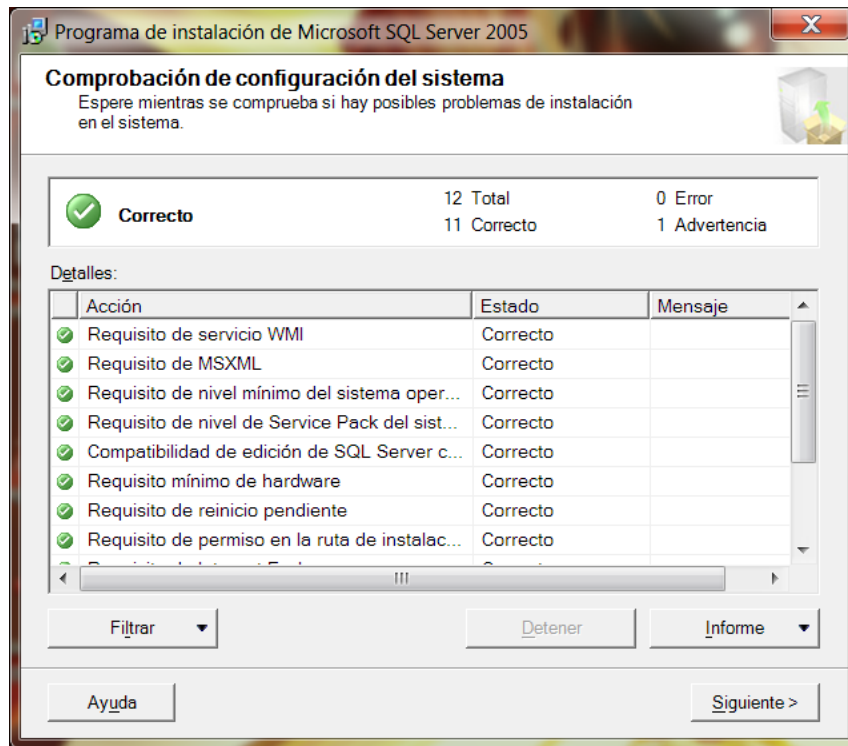 Programa de instalación de Microsoft SQL Server 2005
Comprobación de configuración del sistema
Espere mientras se comprueba si hay posibles problemas de instalación
en el sistema.
Correcto
12 Total
0 Error
11 Correcto
1 Advertencia
Detalles:
Acción Estado Mensaje
Requisito de servicio WMI Correcto
Requisito de MSXML Correcto
Requisito de nivel mínimo del sistema oper... Correcto
Requisito de nivel de Service Pack del sist... Correcto
Compatibilidad de edición de SQL Server c... Correcto
Requisito mínimo de hardware Correcto
Requisito de reinicio pendiente Correcto
Requisito de permiso en la ruta de instalac... Correcto
Filtrar
Detener
Informe
Ayuda
Siguiente >